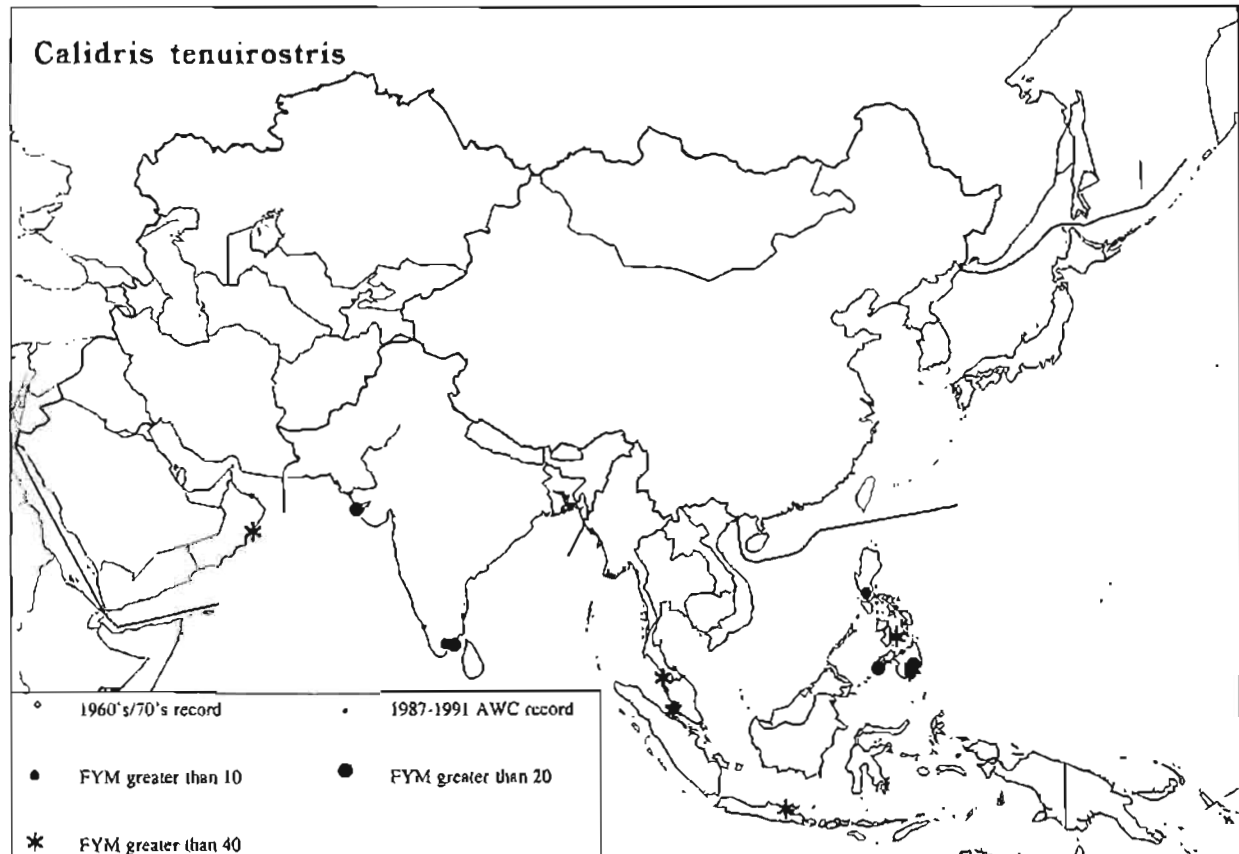 Calidris tenuirostris
1960's/70's record
1987-1991 AWC record
FYM greater than 10
FYM greater than 20
FYM greater than 40